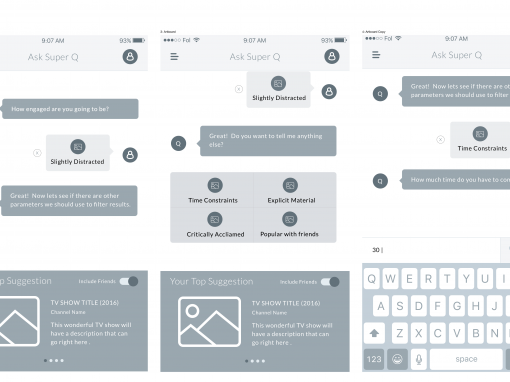 9:07 AM
93%
Ask Super Q
How engaged are you going to be?
Slightly Distracted
Great! Now lets see if there are other
parameters we should use to filter results.
Your Top Suggestion
Include Friends
TV SHOW TITLE (2016)
Channel Name
This wonderful TV show will
have a description that can
go right here .
Artboard
Fol
9:07 AM
93%
Ask Super Q
Slightly Distracted
Q
Great! Do you want to tell me anything
else?
Time Constraints
Explicit Material
Critically Accliamed
Popular with friends
Your Top Suggestion
Include Friends
TV SHOW TITLE (2016)
Channel Name
This wonderful TV show will
have a description that can
go right here .
Artboard Copy
Fol
9:07 AM
Ask Super Q
Q
Great! Now lets see if there are
parameters we should use to filter
Time Constraints
Q
How much time do you have to
30
Q W E R T Y U I
A S D F G H J
Z X C V B N
123
space